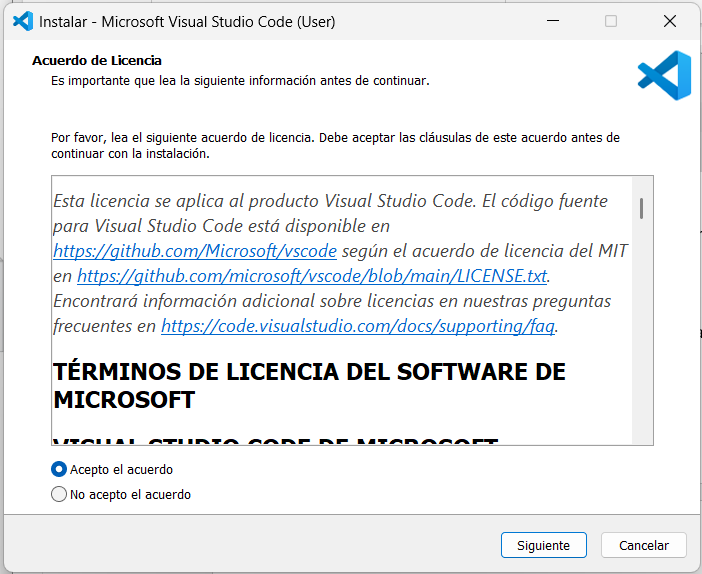 Instalar - Microsoft Visual Studio Code (User)
Acuerdo de Licencia
Es importante que lea la siguiente información antes de continuar.
Por favor, lea el siguiente acuerdo de licencia. Debe aceptar las cláusulas de este acuerdo antes de
continuar con la instalación.
Esta licencia se aplica al producto Visual Studio Code. El código fuente
para Visual Studio Code está disponible en
https://github.com/Microsoft/vscode según el acuerdo de licencia del MIT
en https://github.com/microsoft/vscode/blob/main/LICENSE.txt.
Encontrará información adicional sobre licencias en nuestras preguntas
frecuentes en https://code.visualstudio.com/docs/supporting/faq.
TÉRMINOS DE LICENCIA DEL SOFTWARE DE
MICROSOFT
VISUAL STUDIO CODE DE MICROSOFT
Acepto el acuerdo
No acepto el acuerdo
Siguiente
Cancelar